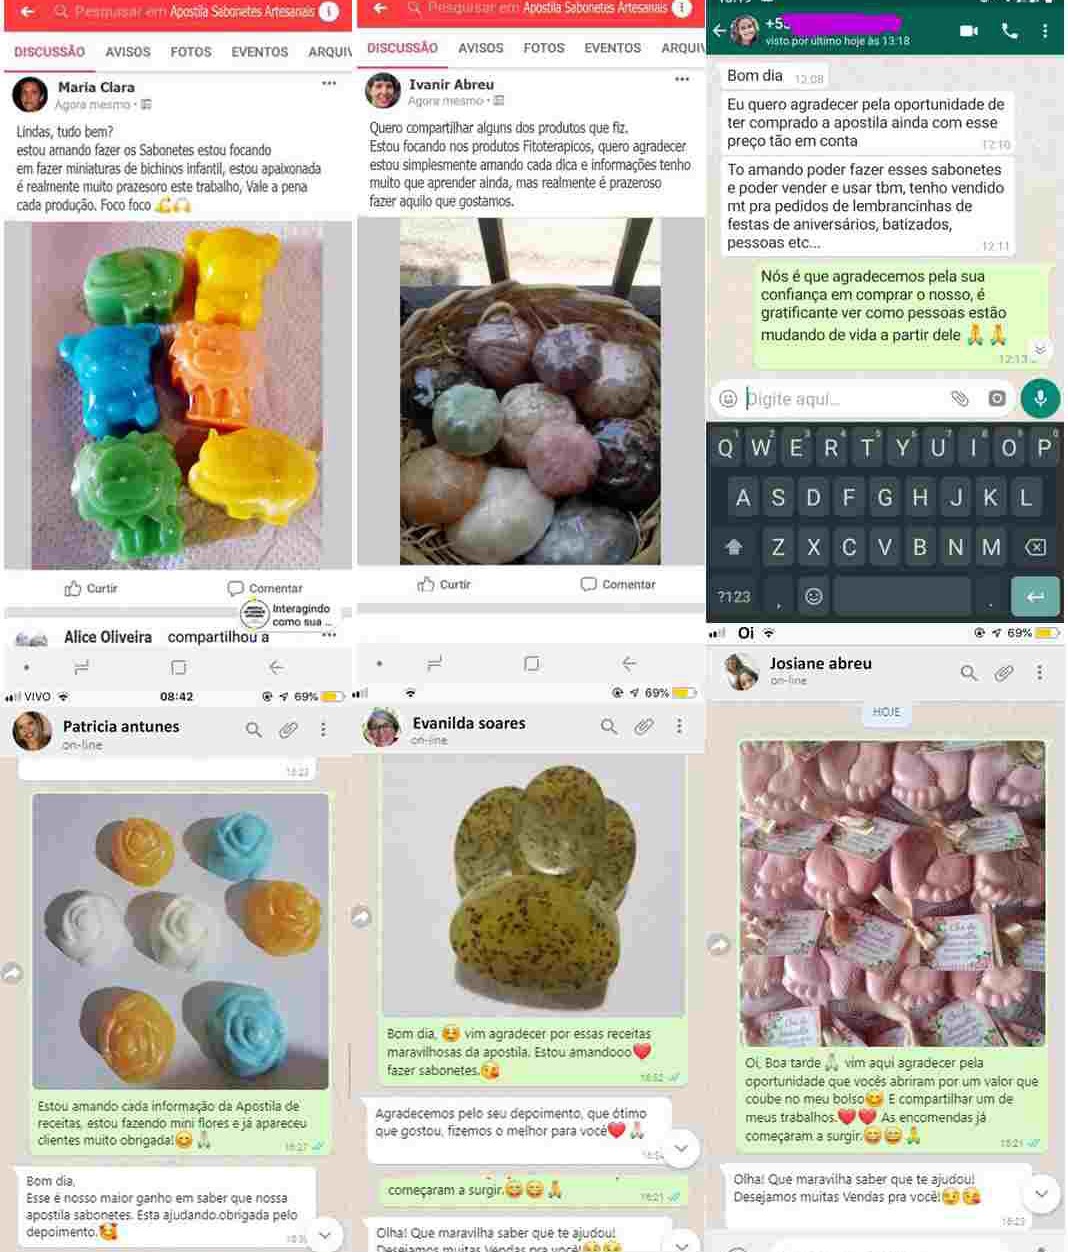 Pesquisar em Apostila Sabonetes Artesanais
DISCUSSÃO AVISOS FOTOS EVENTOS ARQUIV
Maria Clara
Agora mesmo
Lindas, tudo bem?
estou amando fazer os Sabonetes estou focando
em fazer miniaturas de bichinos infantil, estou apaixonada
é realmente muito prazesoro este trabalho, Vale a pena
cada produção. Foco foco
Curtir Comentar
Interagindo
como sua ...
Alice Oliveira compartilhou a
Pesquisar em Apostila Sabonetes Artesanais
DISCUSSÃO AVISOS FOTOS EVENTOS ARQUIV
Ivanir Abreu
Agora mesmo
Quero compartilhar alguns dos produtos que fiz.
Estou focando nos produtos Fitoterapicos, quero agradecer
estou simplesmente amando cada dica e informações tenho
muito que aprender ainda, mas realmente é prazeroso
fazer aquilo que gostamos.
Curtir Comentar
visto por último hoje às 13:18
Bom dia 12:08
Eu quero agradecer pela oportunidade de
ter comprado a apostila ainda com esse
preço tão em conta 12:10
To amando poder fazer esses sabonetes
e poder vender e usar tbm, tenho vendido
mt pra pedidos de lembrancinhas de
festas de aniversários, batizados,
pessoas etc... 12:11
Nós é que agradecemos pela sua
confiança em comprar o nosso, é
gratificante ver como pessoas estão
mudando de vida a partir dele 🙏🙏
12:13
Digite aqui...
Q W E R T Y U I O P
A S D F G H J K L
Z X C V B N M
?123 , .
VIVO 08:42 69%
Patricia antunes
on-line
16:23
Estou amando cada informação da Apostila de
receitas, estou fazendo mini flores e já apareceu
clientes muito obrigada!😊🙏
16:27
Bom dia,
Esse é nosso maior ganho em saber que nossa
apostila sabonetes. Esta ajudando.obrigada pelo
depoimento.🥰
69%
Evanilda soares
on-line
Bom dia, ☺️ vim agradecer por essas receitas
maravilhosas da apostila. Estou amandooo❤️
fazer sabonetes.😘
16:52
Agradecemos pelo seu depoimento, que ótimo
que gostou, fizemos o melhor para você❤️🙏
começaram a surgir.😄😄🙏 16:21
Olha! Que maravilha saber que te ajudou!
Desejamos muitas Vendas pra você!
Oi 69%
Josiane abreu
on-line
HOJE
Oi, Boa tarde 🙏 vim aqui agradecer pela
oportunidade que vocês abriram por um valor que
coube no meu bolso😋 E compartilhar um de
meus trabalhos.❤️❤️ As encomendas já
começaram a surgir.😄😄🙏 16:21
Olha! Que maravilha saber que te ajudou!
Desejamos muitas Vendas pra você!😉😘
16:23